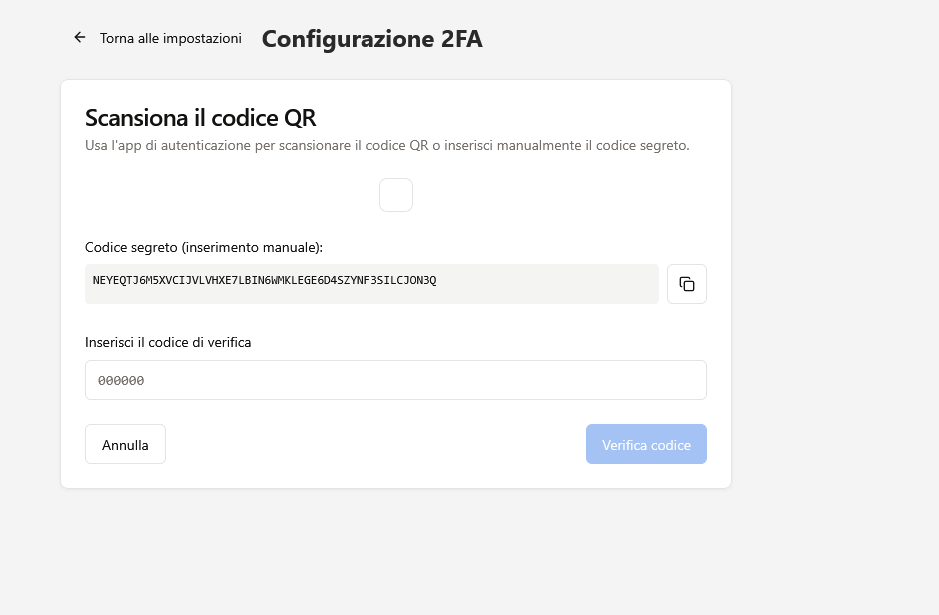 Torna alle impostazioni
Configurazione 2FA
Scansiona il codice QR
Usa l'app di autenticazione per scansionare il codice QR o inserisci manualmente il codice segreto.
Codice segreto (inserimento manuale):
NEYEQTJ6M5XVCIJVLVHXE7LBIN6WMKLEGE6D4SZYNF3SILCJON3Q
Inserisci il codice di verifica
000000
Annulla
Verifica codice